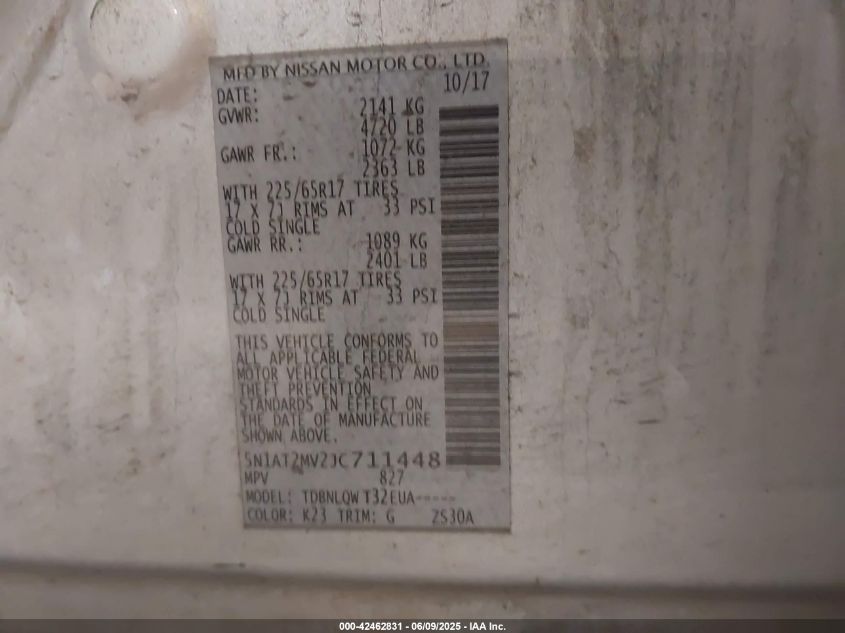 MFD BY NISSAN MOTOR CO., LTD.
DATE: 10/17
GVWR: 2141 KG
4720 LB
GAWR FR.: 1072 KG
2363 LB
WITH 225/65R17 TIRES
17 X 7J RIMS AT 33 PSI
COLD SINGLE
GAWR RR.: 1089 KG
2401 LB
WITH 225/65R17 TIRES
17 X 7J RIMS AT 33 PSI
COLD SINGLE
THIS VEHICLE CONFORMS TO
ALL APPLICABLE FEDERAL
MOTOR VEHICLE SAFETY AND
THEFT PREVENTION
STANDARDS IN EFFECT ON
THE DATE OF MANUFACTURE
SHOWN ABOVE.
5N1AT2MV2JC711448
MPV 827
MODEL: TDBNLQW T32EUA-----
COLOR: K23 TRIM: G 2S30A
000-42462831 - 06/09/2025 - IAA Inc.